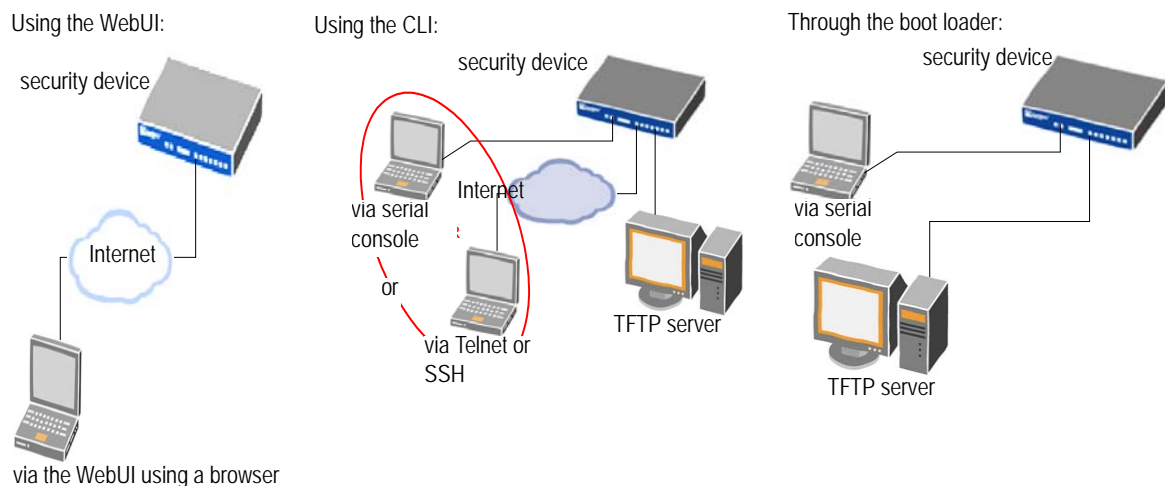 Using the WebUI:
security device
Internet
via the WebUI using a browser
Using the CLI:
security device
Internet
via serial
console
or
via Telnet or
SSH
TFTP server
Through the boot loader:
security device
via serial
console
TFTP server